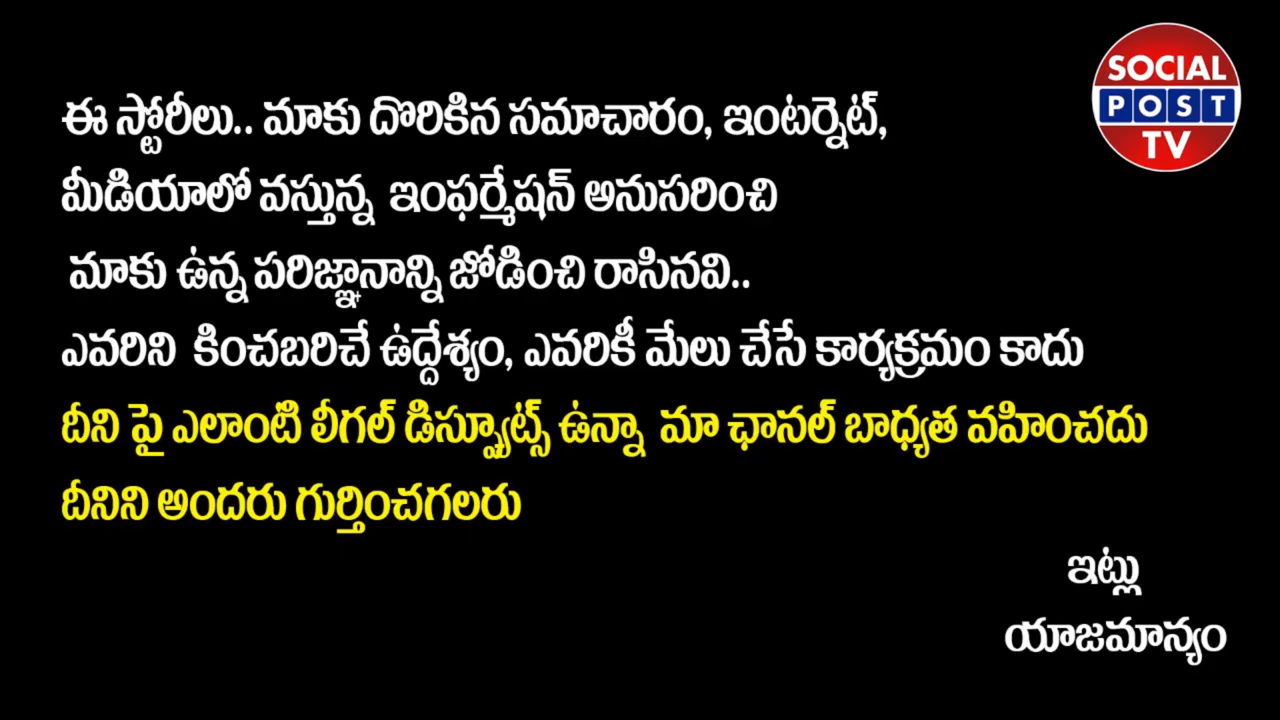 SOCIAL
POST
TV
ఈ స్టోరీలు.. మాకు దొరికిన సమాచారం, ఇంటర్నెట్,
మీడియాలో వస్తున్న ఇంఫర్మేషన్ అనుసరించి
మాకు ఉన్న పరిజ్ఞానాన్ని జోడించి రాసినవి..
ఎవరిని కించబరిచే ఉద్దేశ్యం, ఎవరికీ మేలు చేసే కార్యక్రమం కాదు
దీని పై ఎలాంటి లీగల్ డిస్ప్యూట్స్ ఉన్నా మా ఛానల్ బాధ్యత వహించదు
దీనిని అందరు గుర్తించగలరు
ఇట్లు
యాజమాన్యం